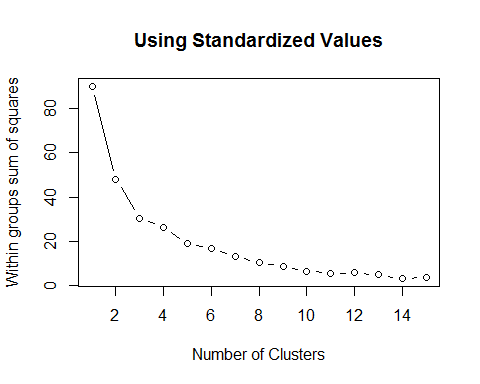 Using Standardized Values
Within groups sum of squares
80
60
40
20
0
2 4 6 8 10 12 14
Number of Clusters